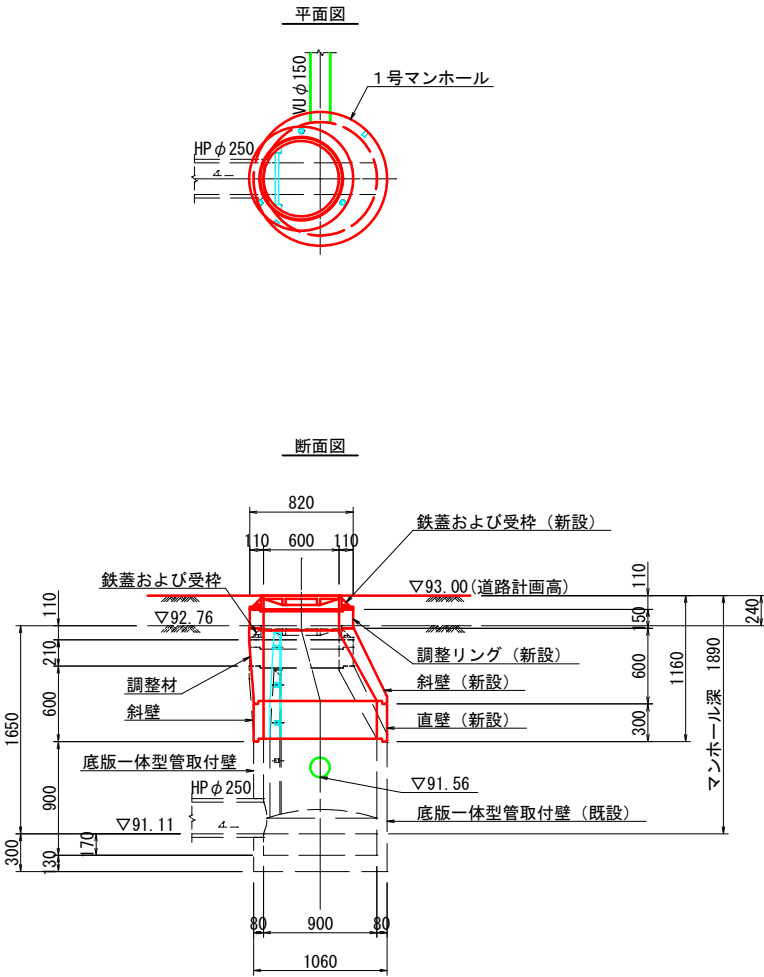 平面図
VUφ150
1号マンホール
HPφ250
断面図
820
110
600
110
鉄蓋および受枠（新設）
鉄蓋および受枠
▽93.00(道路計画高)
110
240
110
▽92.76
150
210
調整リング（新設）
調整材
600
斜壁（新設）
1160
マンホール深 1890
600
斜壁
300
直壁（新設）
1650
底版一体型管取付壁
▽91.56
HPφ250
900
底版一体型管取付壁（既設）
▽91.11
170
300
130
80
900
80
1060